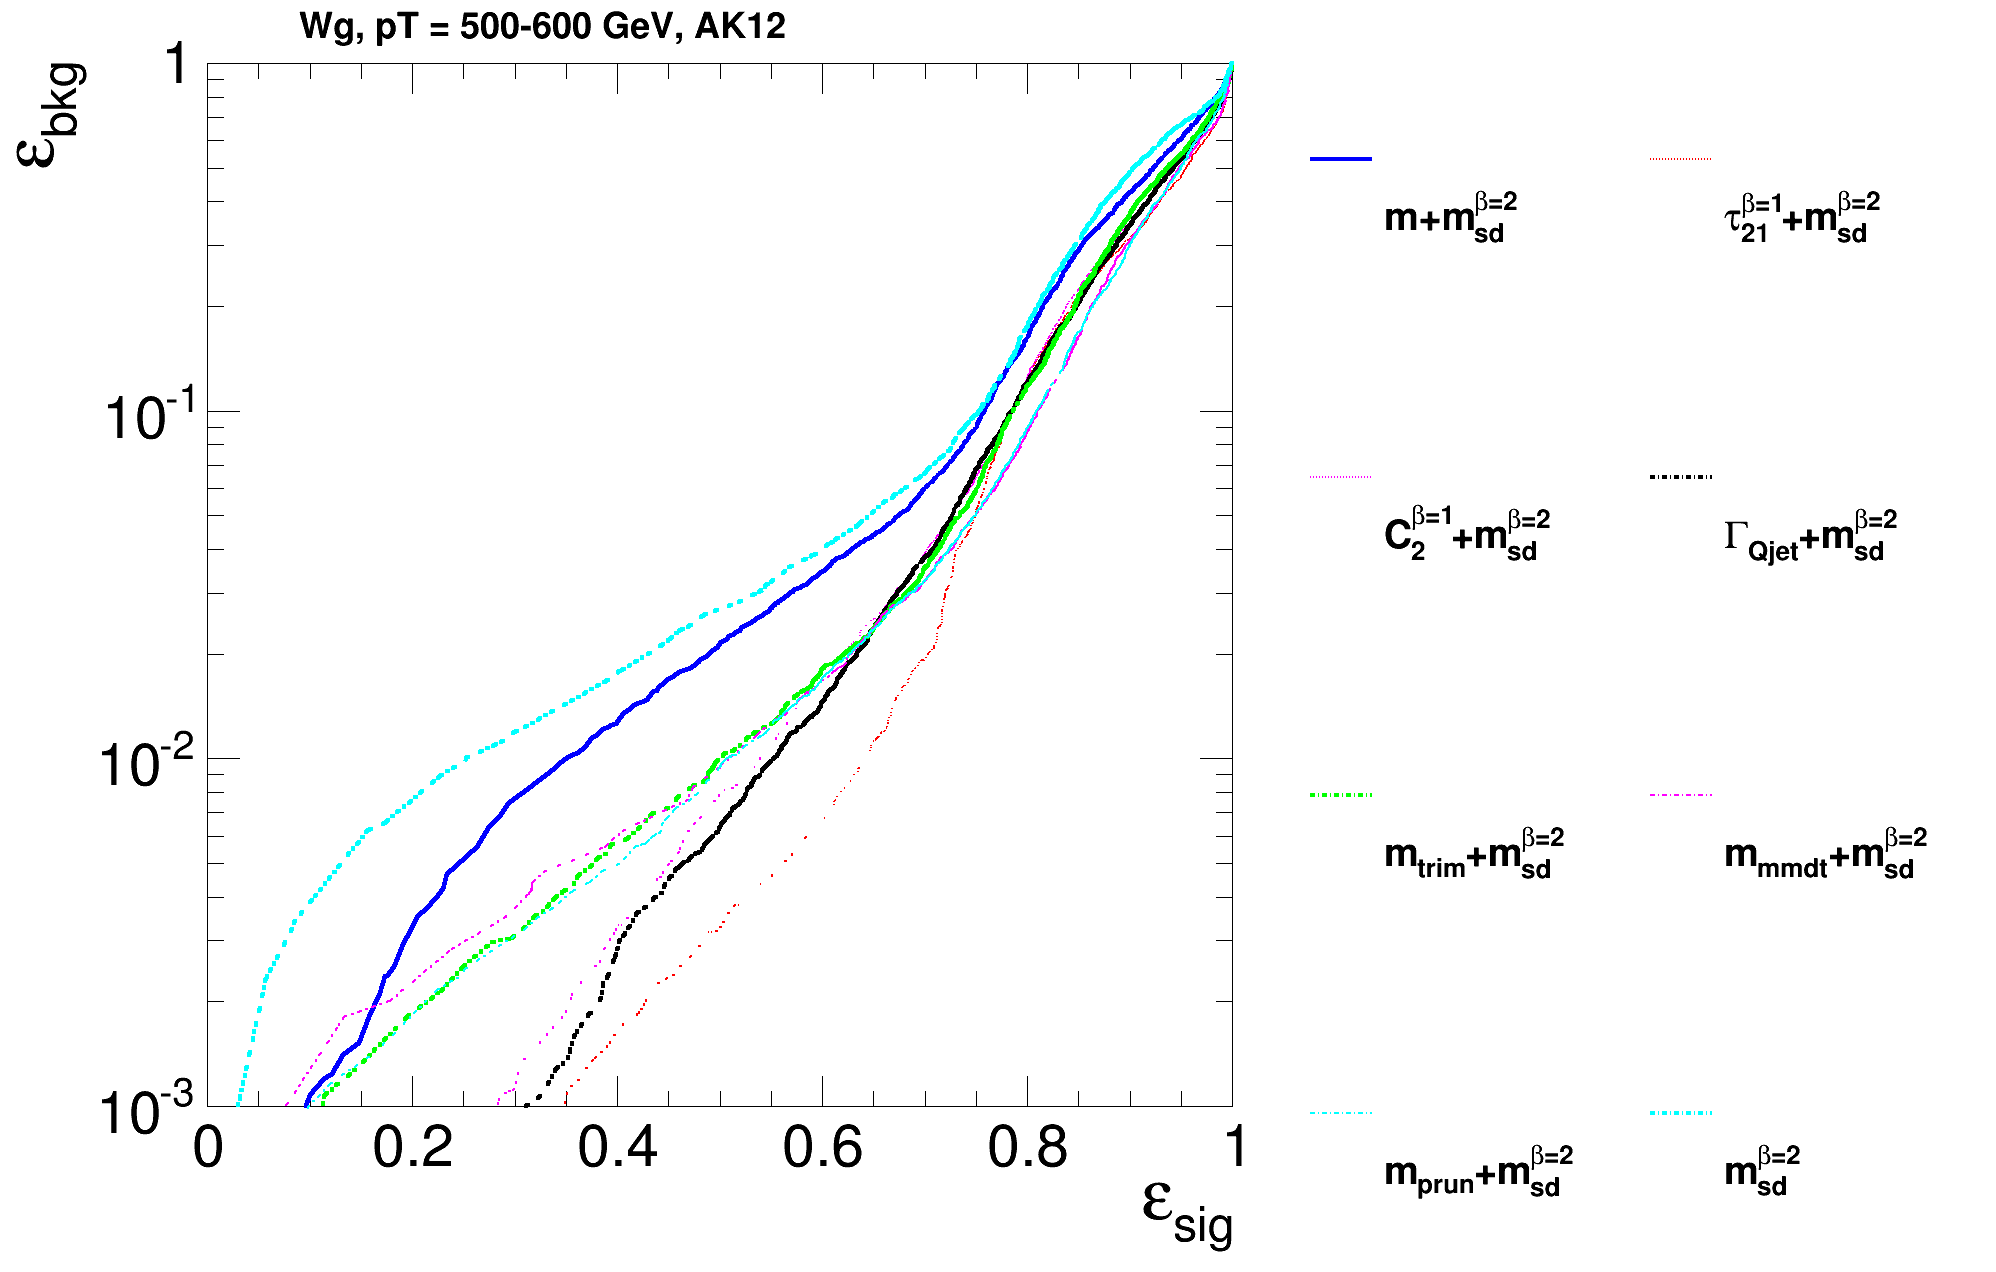 Wg, pT = 500-600 GeV, AK12
ε_bkg
1
10^-1
10^-2
10^-3
0 0.2 0.4 0.6 0.8 1
ε_sig
m+m_sd^β=2
τ_21^β=1+m_sd^β=2
C_2^β=1+m_sd^β=2
Γ_Qjet+m_sd^β=2
m_trim+m_sd^β=2
m_mmdt+m_sd^β=2
m_prun+m_sd^β=2
m_sd^β=2